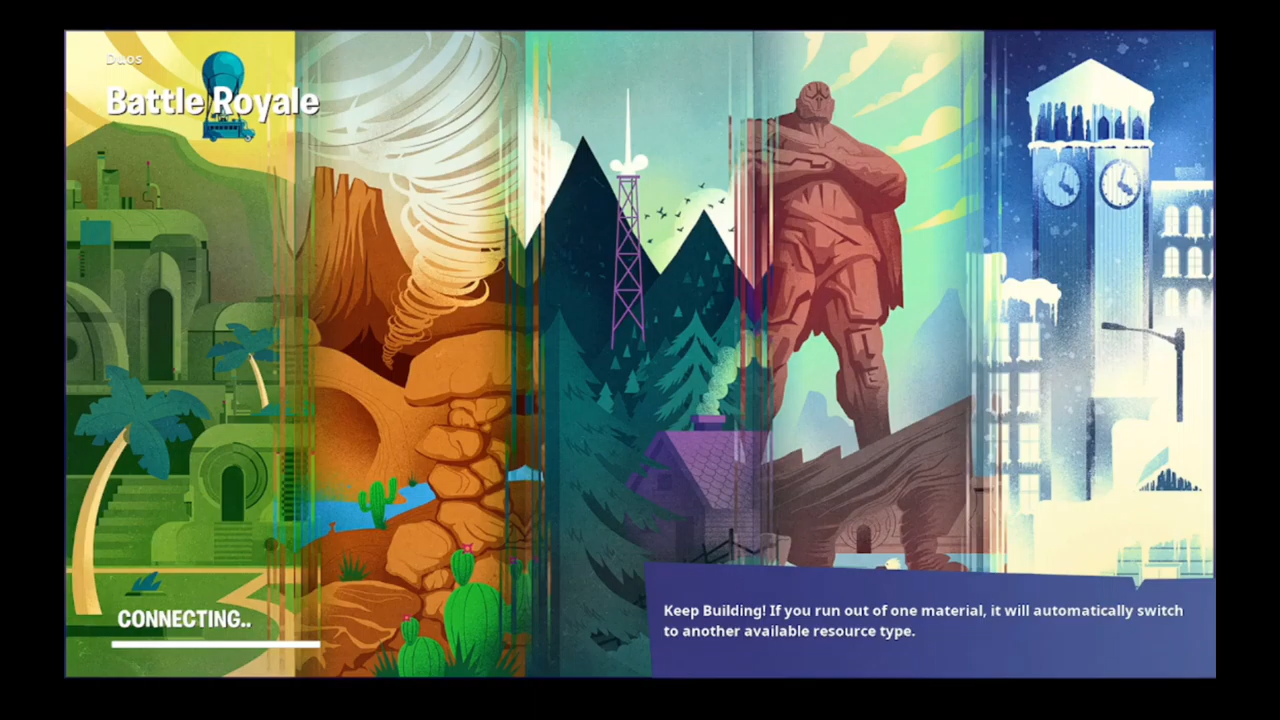 Duos
Battle Royale
CONNECTING..
Keep Building! If you run out of one material, it will automatically switch
to another available resource type.